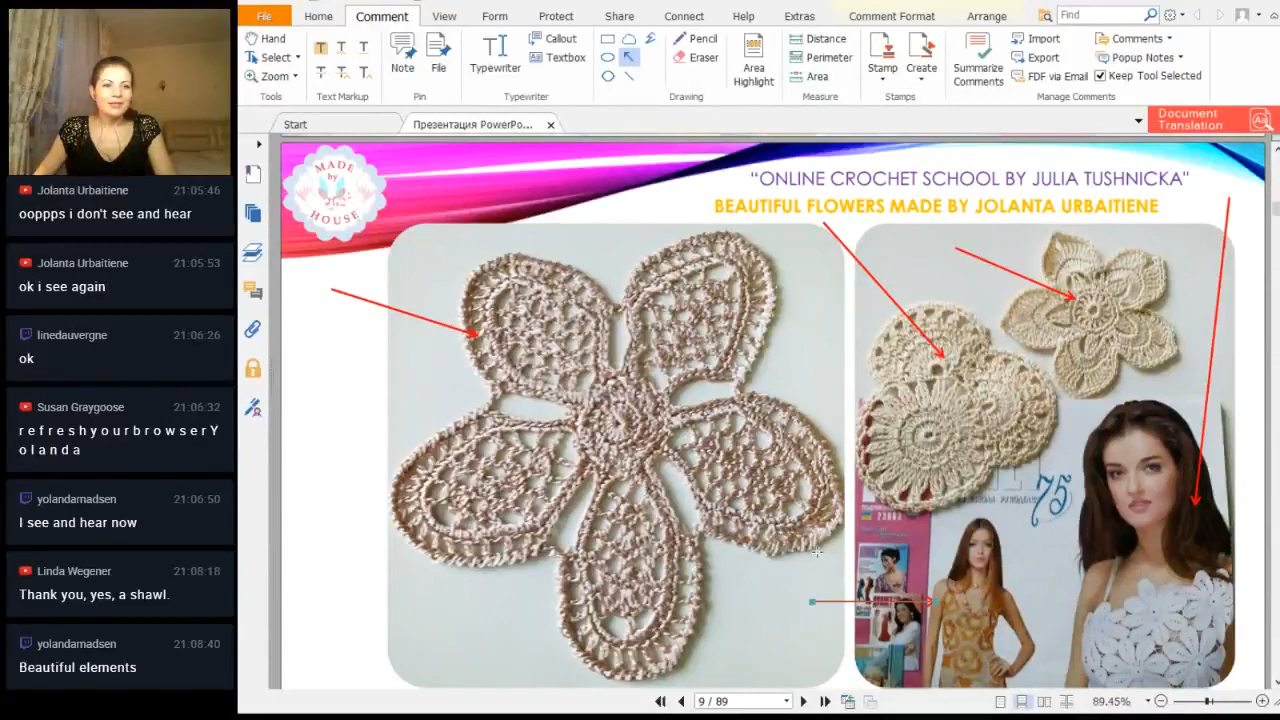 Jolanta Urbaitiene 21:05:46
ooppps i don't see and hear
Jolanta Urbaitiene 21:05:53
ok i see again
linedauvergne 21:06:26
ok
Susan Graygoose 21:06:32
r e f r e s h y o u r b r o w s e r Y
o l a n d a
yolandamadsen 21:06:50
I see and hear now
Linda Wegener 21:08:18
Thank you, yes, a shawl.
yolandamadsen 21:08:40
Beautiful elements
File Home Comment View Form Protect Share Connect Help Extras Comment Format Arrange Find
Hand
Select
Zoom
Tools
T T T
T T T
Text Markup
Note File
Pin
Typewriter
Callout
Textbox
Typewriter
Pencil
Eraser
Area
Highlight
Drawing
Distance
Perimeter
Area
Measure
Stamp Create
Stamps
Summarize
Comments
Import
Export
FDF via Email
Comments
Popup Notes
Keep Tool Selected
Manage Comments
Start Презентация PowerPo...
Document
Translation
MADE
by
HOUSE
"ONLINE CROCHET SCHOOL BY JULIA TUSHNICKA"
BEAUTIFUL FLOWERS MADE BY JOLANTA URBAITIENE
75
9 / 89
89.45%